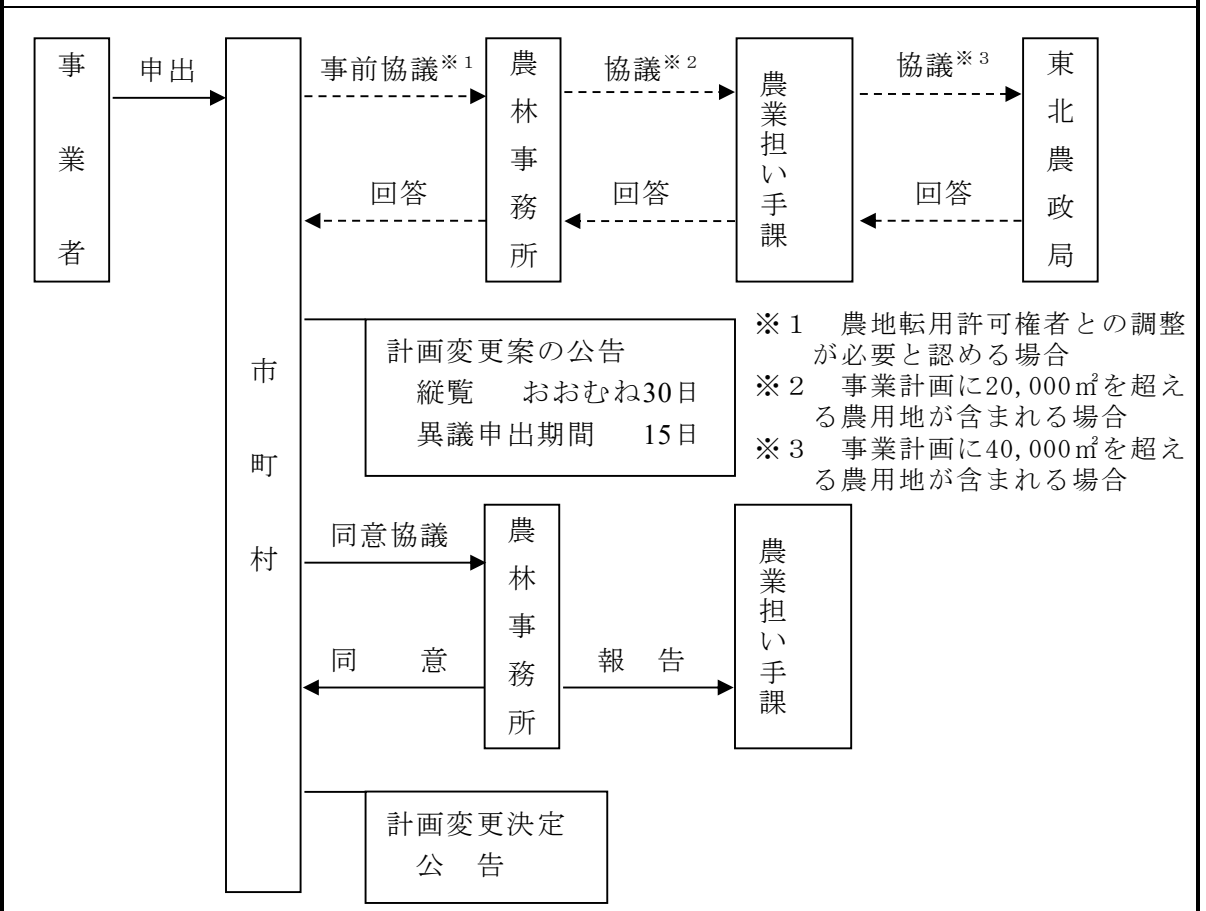 事業者
申出
市町村
事前協議※1
農林事務所
協議※2
農業担い手課
協議※3
東北農政局
回答
回答
回答
計画変更案の公告
縦覧 おおむね30日
異議申出期間 15日
※1 農地転用許可権者との調整
が必要と認める場合
※2 事業計画に20,000㎡を超え
る農用地が含まれる場合
※3 事業計画に40,000㎡を超え
る農用地が含まれる場合
同意協議
農林事務所
農業担い手課
同 意
報 告
計画変更決定
公 告